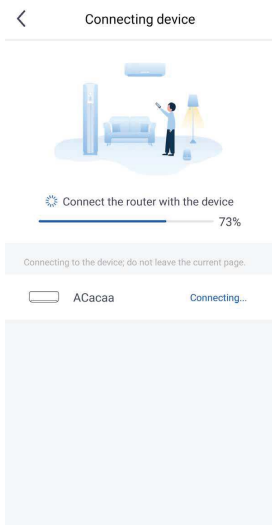 Connecting device
Connect the router with the device
73%
Connecting to the device; do not leave the current page.
ACacaa Connecting...